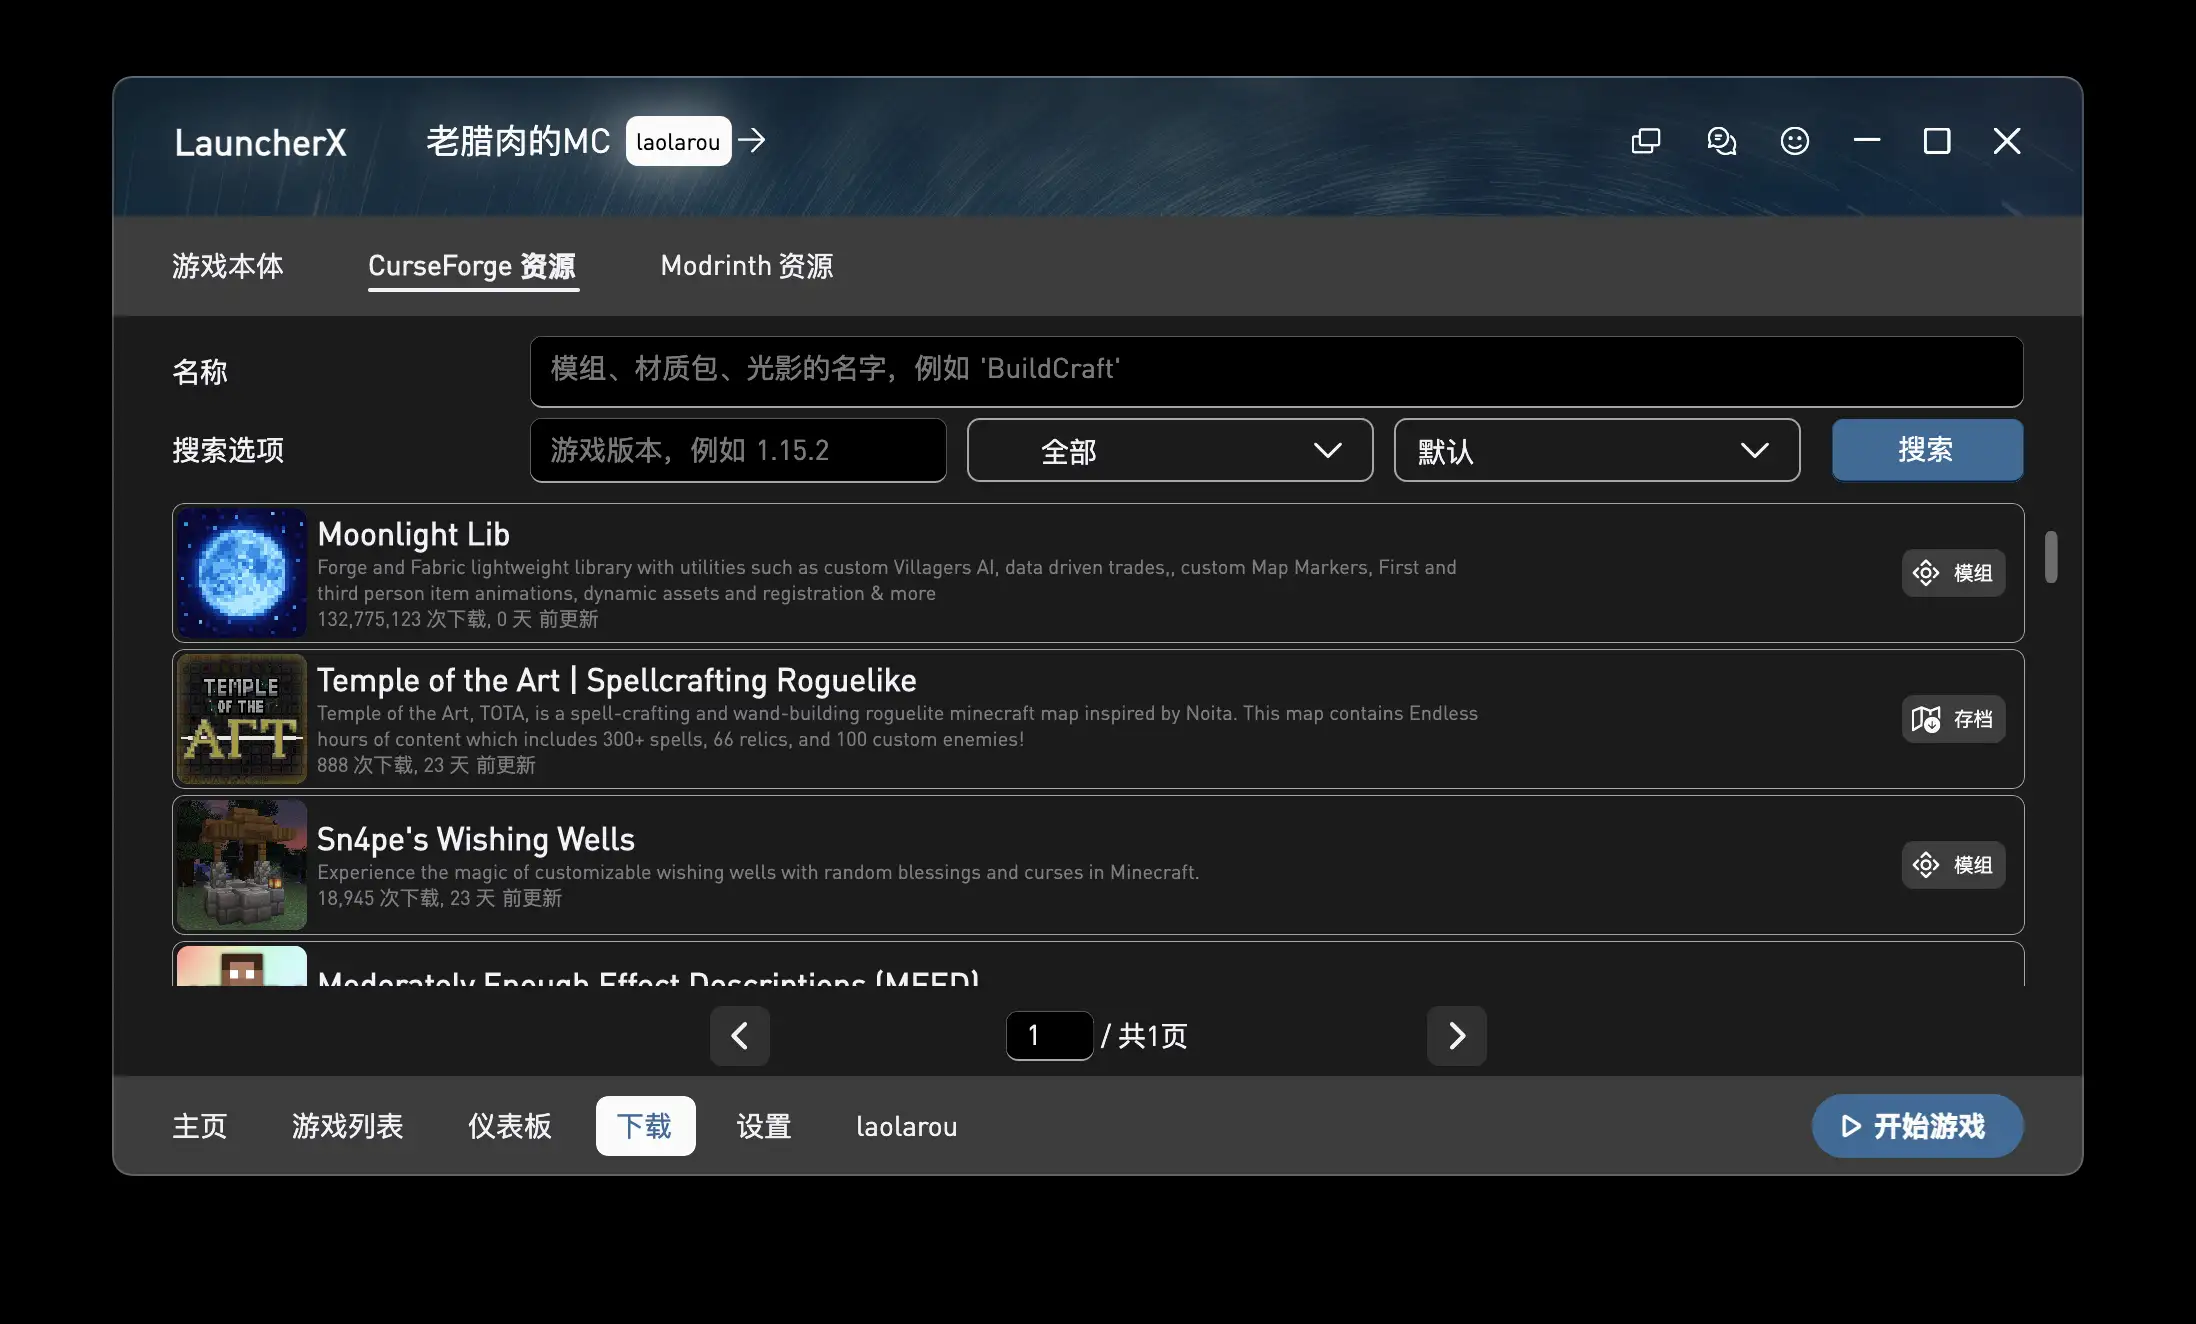 LauncherX
老腊肉的MC laolarou
游戏本体 CurseForge 资源 Modrinth 资源
名称 模组、材质包、光影的名字，例如 'BuildCraft'
搜索选项 游戏版本，例如 1.15.2 全部 默认 搜索
Moonlight Lib
Forge and Fabric lightweight library with utilities such as custom Villagers AI, data driven trades,, custom Map Markers, First and
third person item animations, dynamic assets and registration & more
132,775,123 次下载, 0 天 前更新
模组
TEMPLE
OF THE
ART
Temple of the Art | Spellcrafting Roguelike
Temple of the Art, TOTA, is a spell-crafting and wand-building roguelite minecraft map inspired by Noita. This map contains Endless
hours of content which includes 300+ spells, 66 relics, and 100 custom enemies!
888 次下载, 23 天 前更新
存档
Sn4pe's Wishing Wells
Experience the magic of customizable wishing wells with random blessings and curses in Minecraft.
18,945 次下载, 23 天 前更新
模组
Moderately Enough Effect Descriptions (MEED)
1 / 共1页
主页 游戏列表 仪表板 下载 设置 laolarou 开始游戏